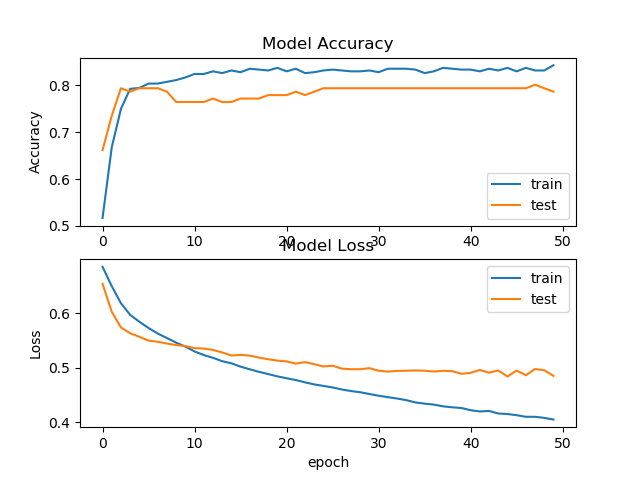 Model Accuracy
Accuracy
0.8
0.7
0.6
0.5
train
test
0 10 20 30 40 50
Model Loss
Loss
0.6
0.5
0.4
train
test
0 10 20 30 40 50
epoch